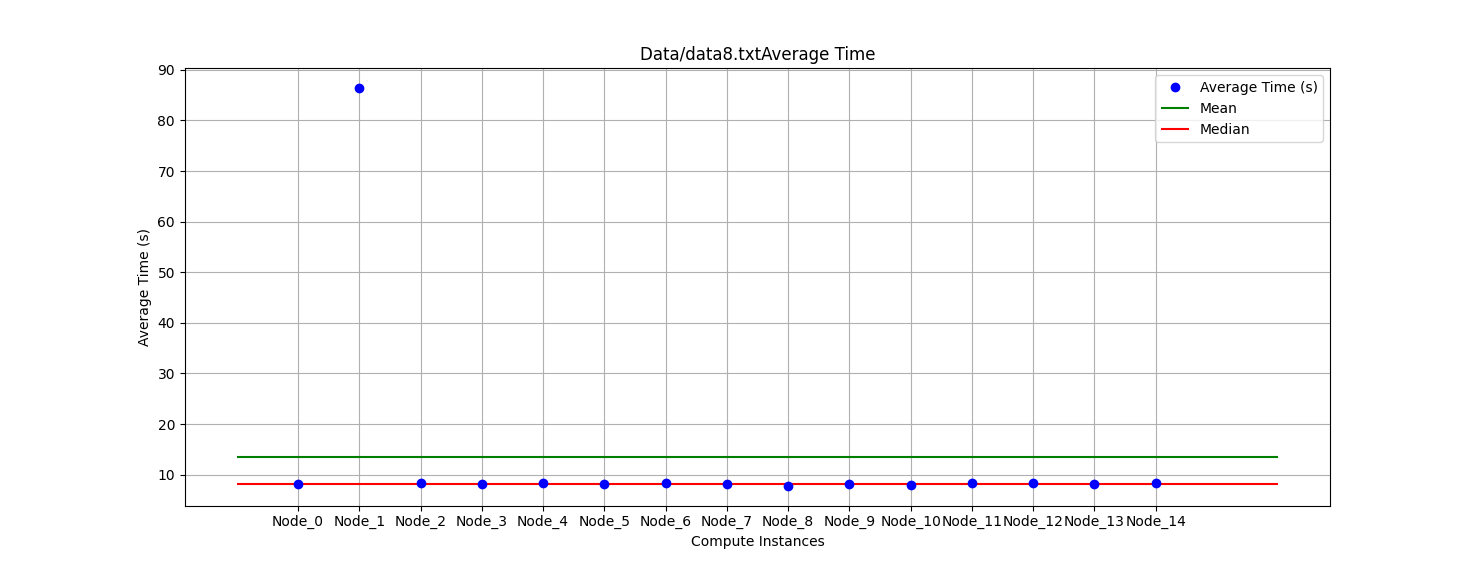 Data/data8.txtAverage Time
Average Time (s)
Mean
Median
90
80
70
60
50
40
30
20
10
Average Time (s)
Node_0 Node_1 Node_2 Node_3 Node_4 Node_5 Node_6 Node_7 Node_8 Node_9 Node_10 Node_11 Node_12 Node_13 Node_14
Compute Instances